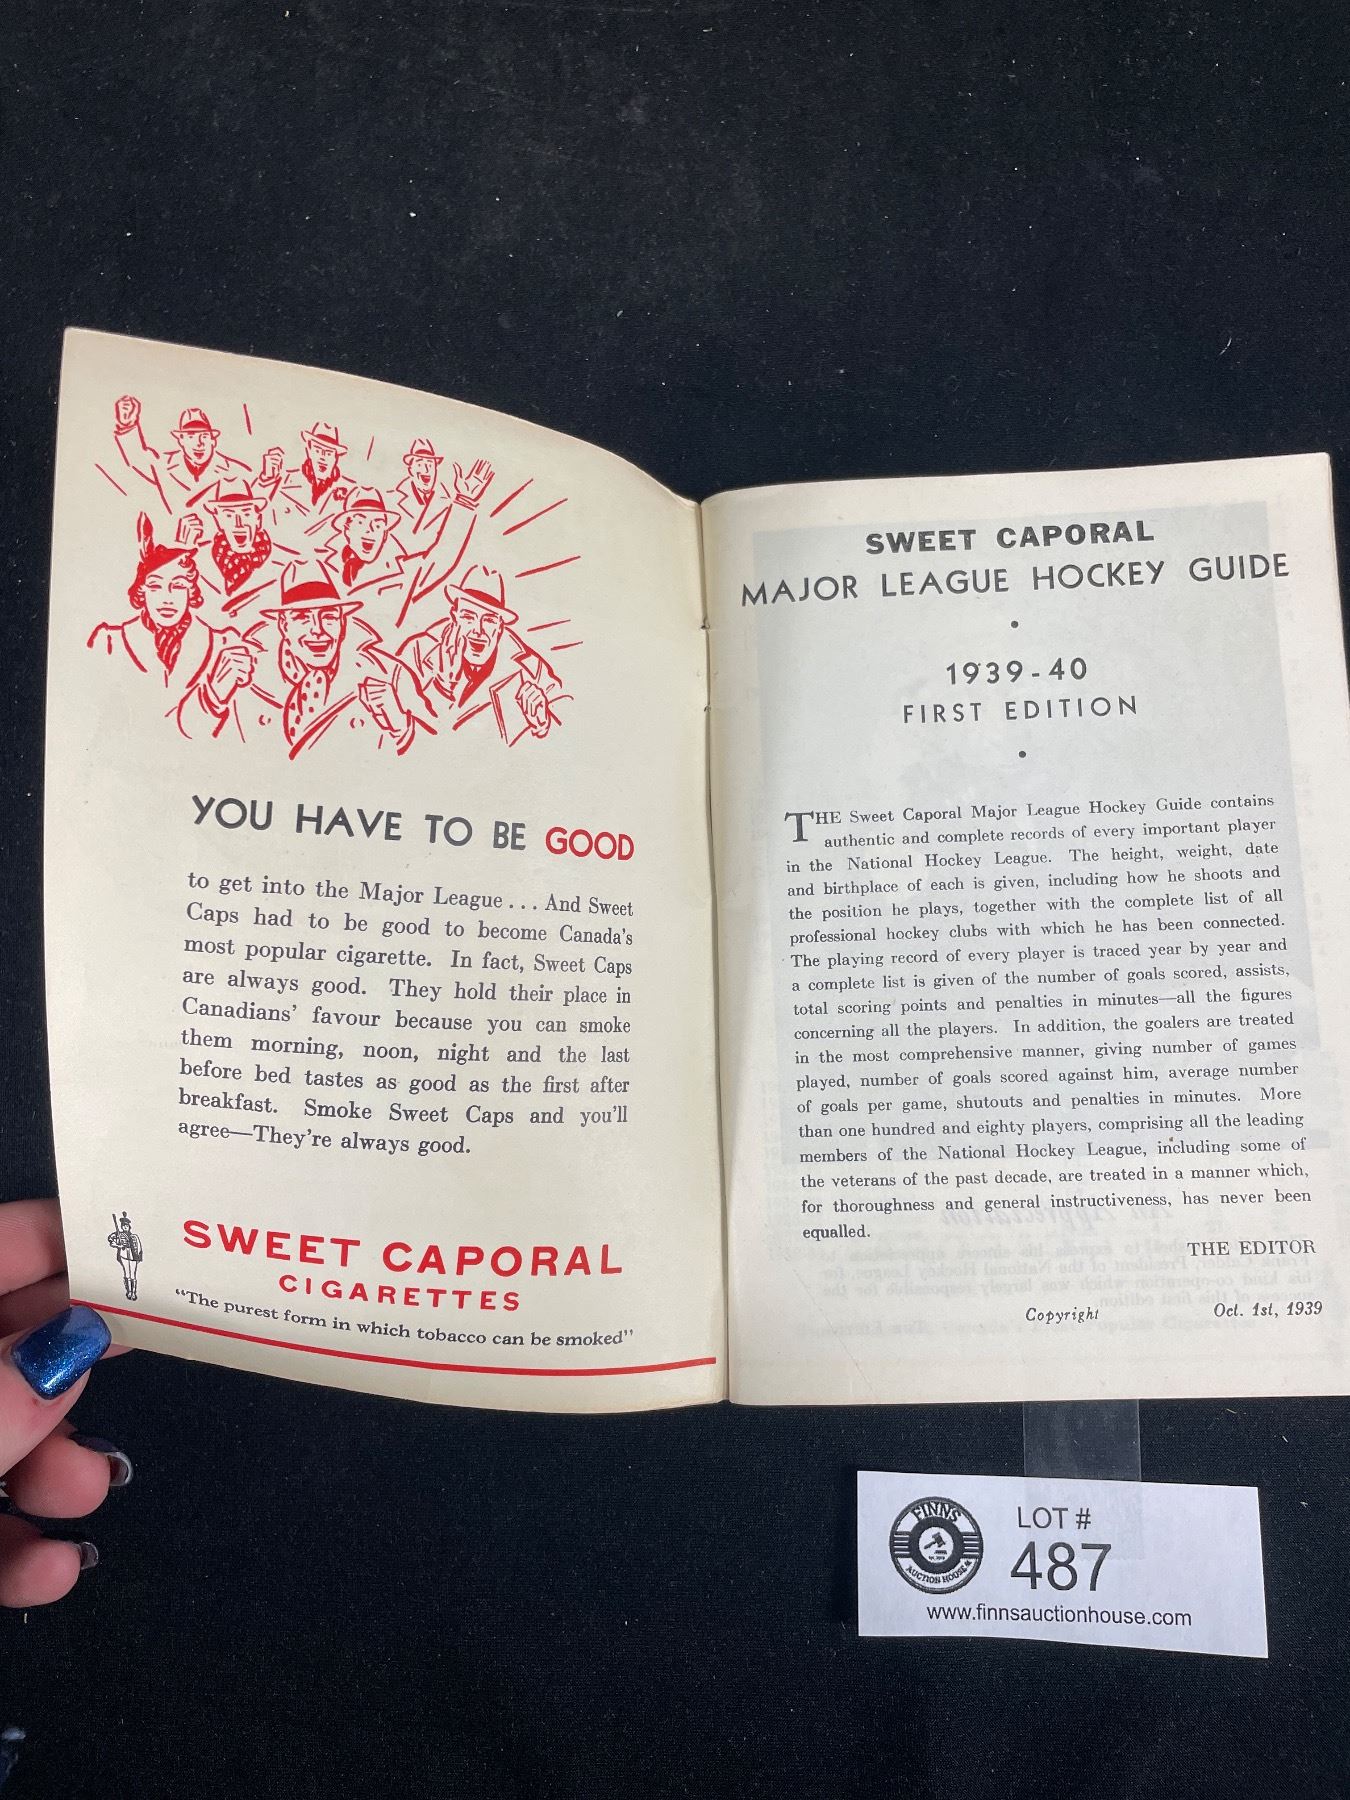 YOU HAVE TO BE GOOD
to get into the Major League... And Sweet
Caps had to be good to become Canada's
most popular cigarette. In fact, Sweet Caps
are always good. They hold their place in
Canadians' favour because you can smoke
them morning, noon, night and the last
before bed tastes as good as the first after
breakfast. Smoke Sweet Caps and you'll
agree—They're always good.
SWEET CAPORAL
CIGARETTES
"The purest form in which tobacco can be smoked"
SWEET CAPORAL
MAJOR LEAGUE HOCKEY GUIDE
•
1939-40
FIRST EDITION
•
THE Sweet Caporal Major League Hockey Guide contains
authentic and complete records of every important player
in the National Hockey League. The height, weight, date
and birthplace of each is given, including how he shoots and
the position he plays, together with the complete list of all
professional hockey clubs with which he has been connected.
The playing record of every player is traced year by year and
a complete list is given of the number of goals scored, assists,
total scoring points and penalties in minutes—all the figures
concerning all the players. In addition, the goalers are treated
in the most comprehensive manner, giving number of games
played, number of goals scored against him, average number
of goals per game, shutouts and penalties in minutes. More
than one hundred and eighty players, comprising all the leading
members of the National Hockey League, including some of
the veterans of the past decade, are treated in a manner which,
for thoroughness and general instructiveness, has never been
equalled.
THE EDITOR
Copyright Oct. 1st, 1939
FINNS
AUCTION HOUSE
LOT #
487
www.finnsauctionhouse.com